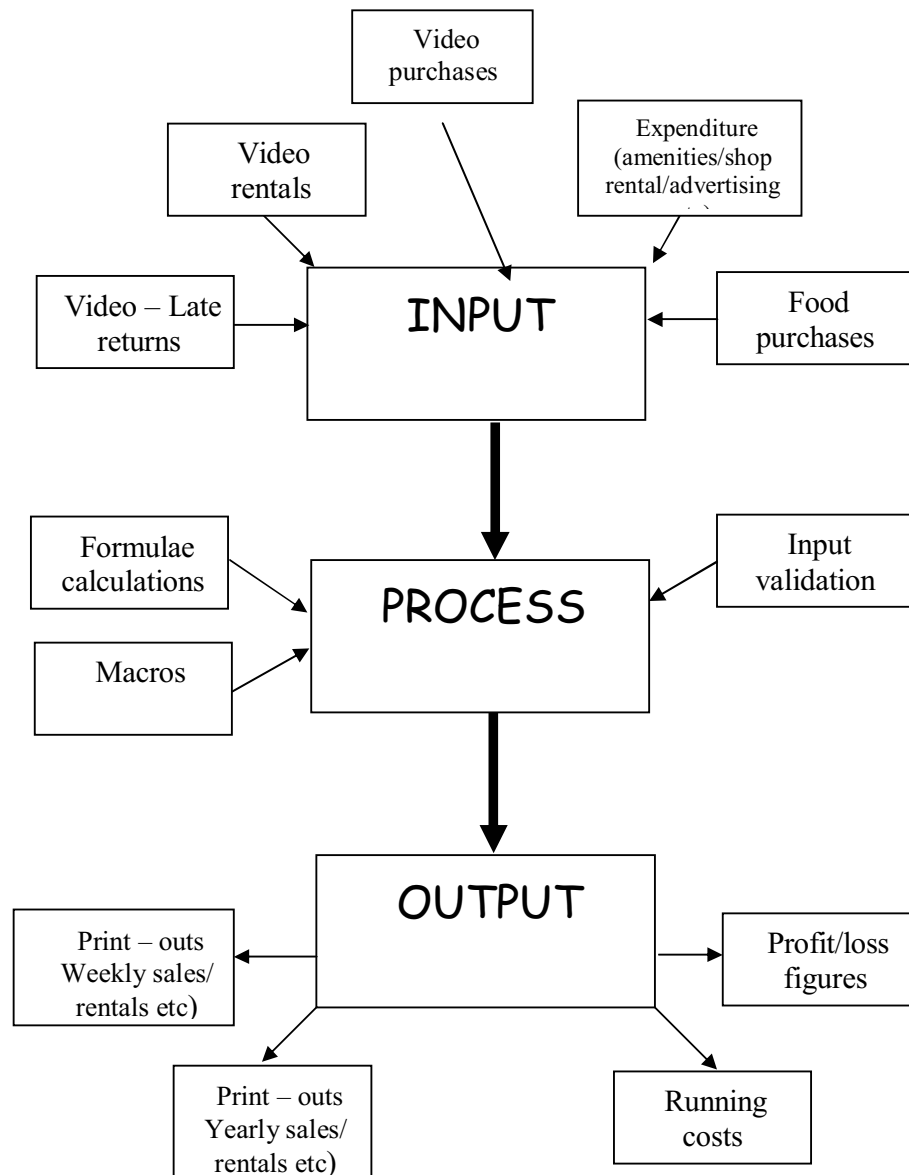 Video
purchases
Expenditure
(amenities/shop
rental/advertising
Video
rentals
Video – Late
returns
INPUT
Food
purchases
Formulae
calculations
Input
validation
PROCESS
Macros
OUTPUT
Print – outs
Weekly sales/
rentals etc)
Profit/loss
figures
Print – outs
Yearly sales/
rentals etc)
Running
costs